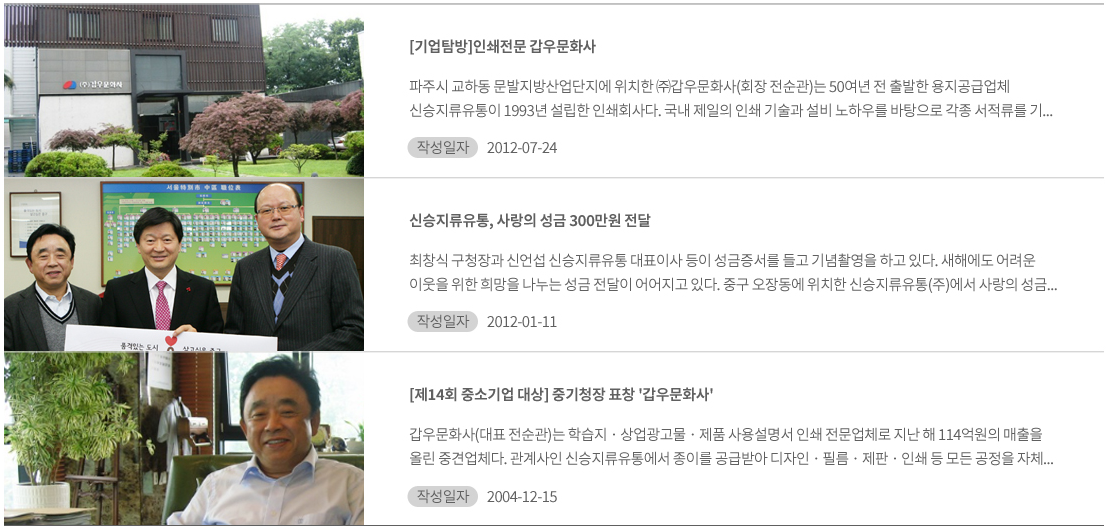 (주)갑우문화사
[기업탐방]인쇄전문 갑우문화사
파주시 교하동 문발지방산업단지에 위치한 ㈜갑우문화사(회장 전순관)는 50여년 전 출발한 용지공급업체
신승지류유통이 1993년 설립한 인쇄회사다. 국내 제일의 인쇄 기술과 설비 노하우를 바탕으로 각종 서적류를 기...
작성일자 2012-07-24
서울特別市 中區 職位表
품격있는 도시
신승지류유통, 사랑의 성금 300만원 전달
최창식 구청장과 신언섭 신승지류유통 대표이사 등이 성금증서를 들고 기념촬영을 하고 있다. 새해에도 어려운
이웃을 위한 희망을 나누는 성금 전달이 이어지고 있다. 중구 오장동에 위치한 신승지류유통(주)에서 사랑의 성금...
작성일자 2012-01-11
[제14회 중소기업 대상] 중기청장 표창 '갑우문화사'
갑우문화사(대표 전순관)는 학습지 · 상업광고물 · 제품 사용설명서 인쇄 전문업체로 지난 해 114억원의 매출을
올린 중견업체다. 관계사인 신승지류유통에서 종이를 공급받아 디자인 · 필름 · 제판 · 인쇄 등 모든 공정을 자체...
작성일자 2004-12-15